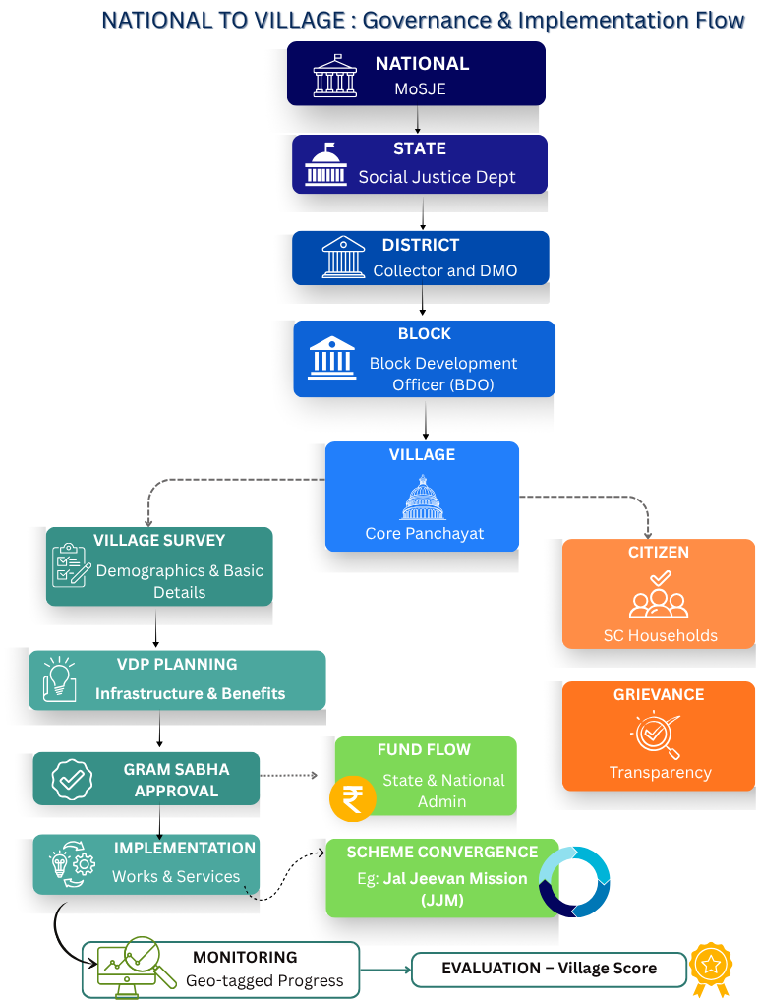 NATIONAL TO VILLAGE : Governance & Implementation Flow
NATIONAL
MoSJE
STATE
Social Justice Dept
DISTRICT
Collector and DMO
BLOCK
Block Development
Officer (BDO)
VILLAGE
Core Panchayat
VILLAGE SURVEY
Demographics & Basic
Details
CITIZEN
SC Households
VDP PLANNING
Infrastructure & Benefits
GRIEVANCE
Transparency
GRAM SABHA
APPROVAL
FUND FLOW
State & National
Admin
₹
IMPLEMENTATION
Works & Services
SCHEME CONVERGENCE
Eg: Jal Jeevan Mission
(JJM)
MONITORING
Geo-tagged Progress
EVALUATION – Village Score